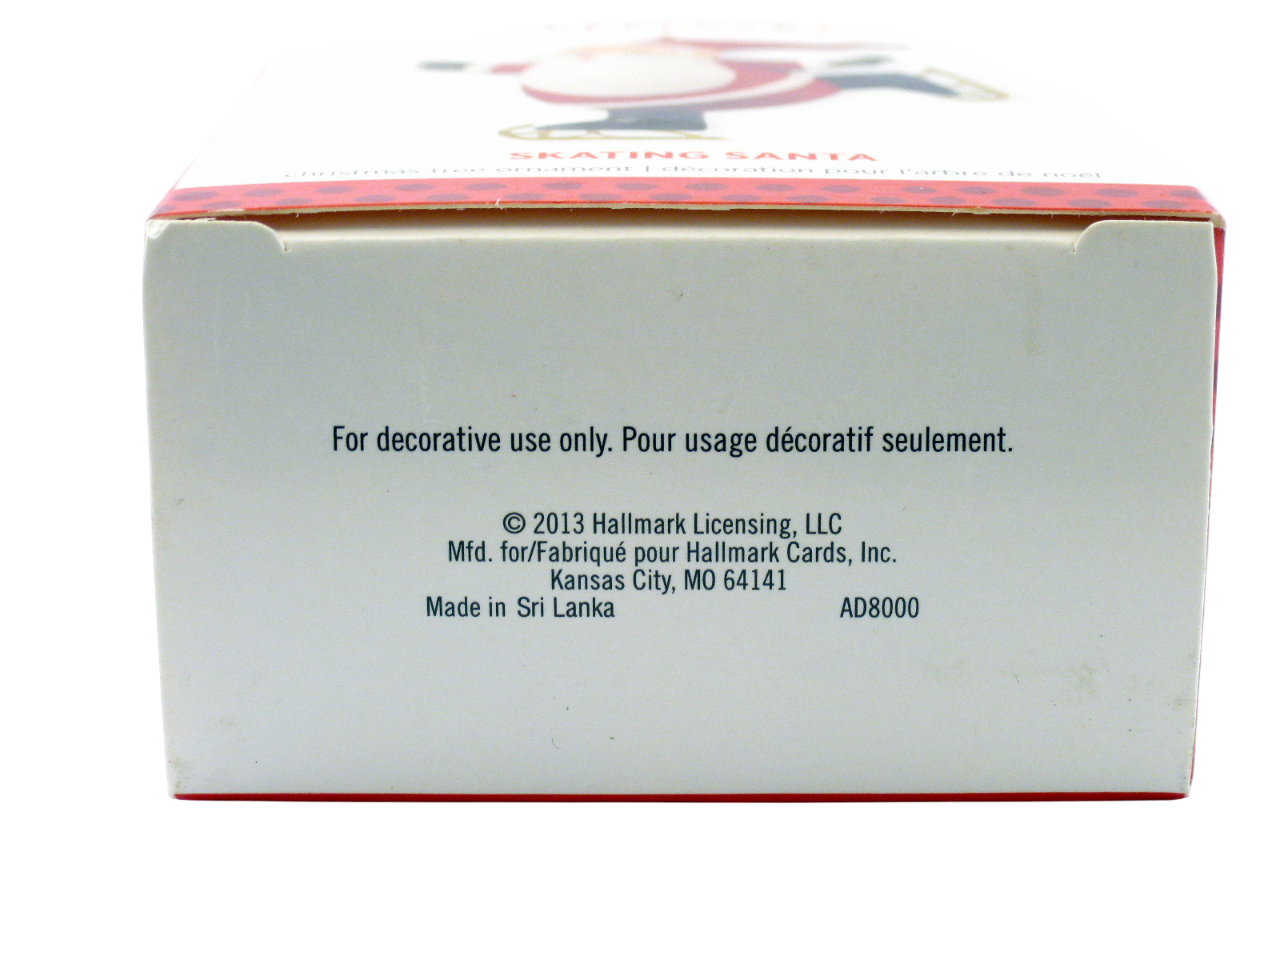 SKATING SANTA
christmas tree ornament | décoration pour l'arbre de noël
For decorative use only. Pour usage décoratif seulement.
© 2013 Hallmark Licensing, LLC
Mfd. for/Fabriqué pour Hallmark Cards, Inc.
Kansas City, MO 64141
Made in Sri Lanka AD8000